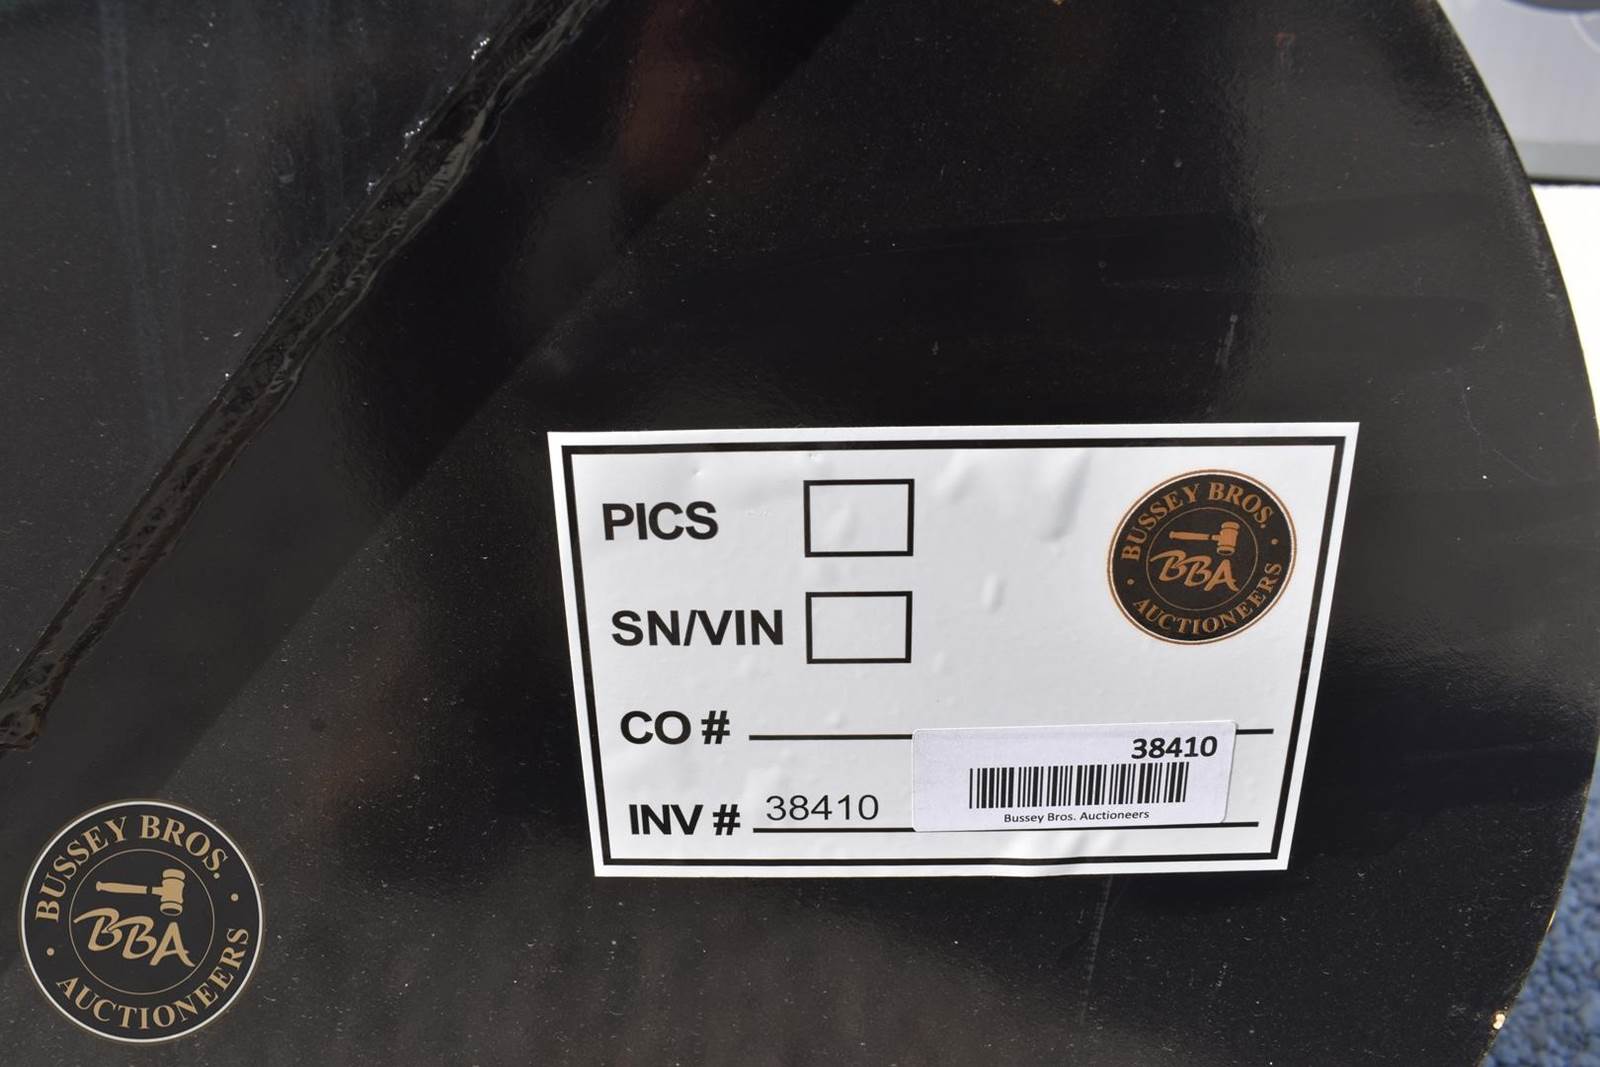 PICS
SN/VIN
CO #
INV # 38410
38410
Bussey Bros. Auctioneers
BUSSEY BROS.
BBA
AUCTIONEERS
BUSSEY BROS.
BBA
AUCTIONEERS